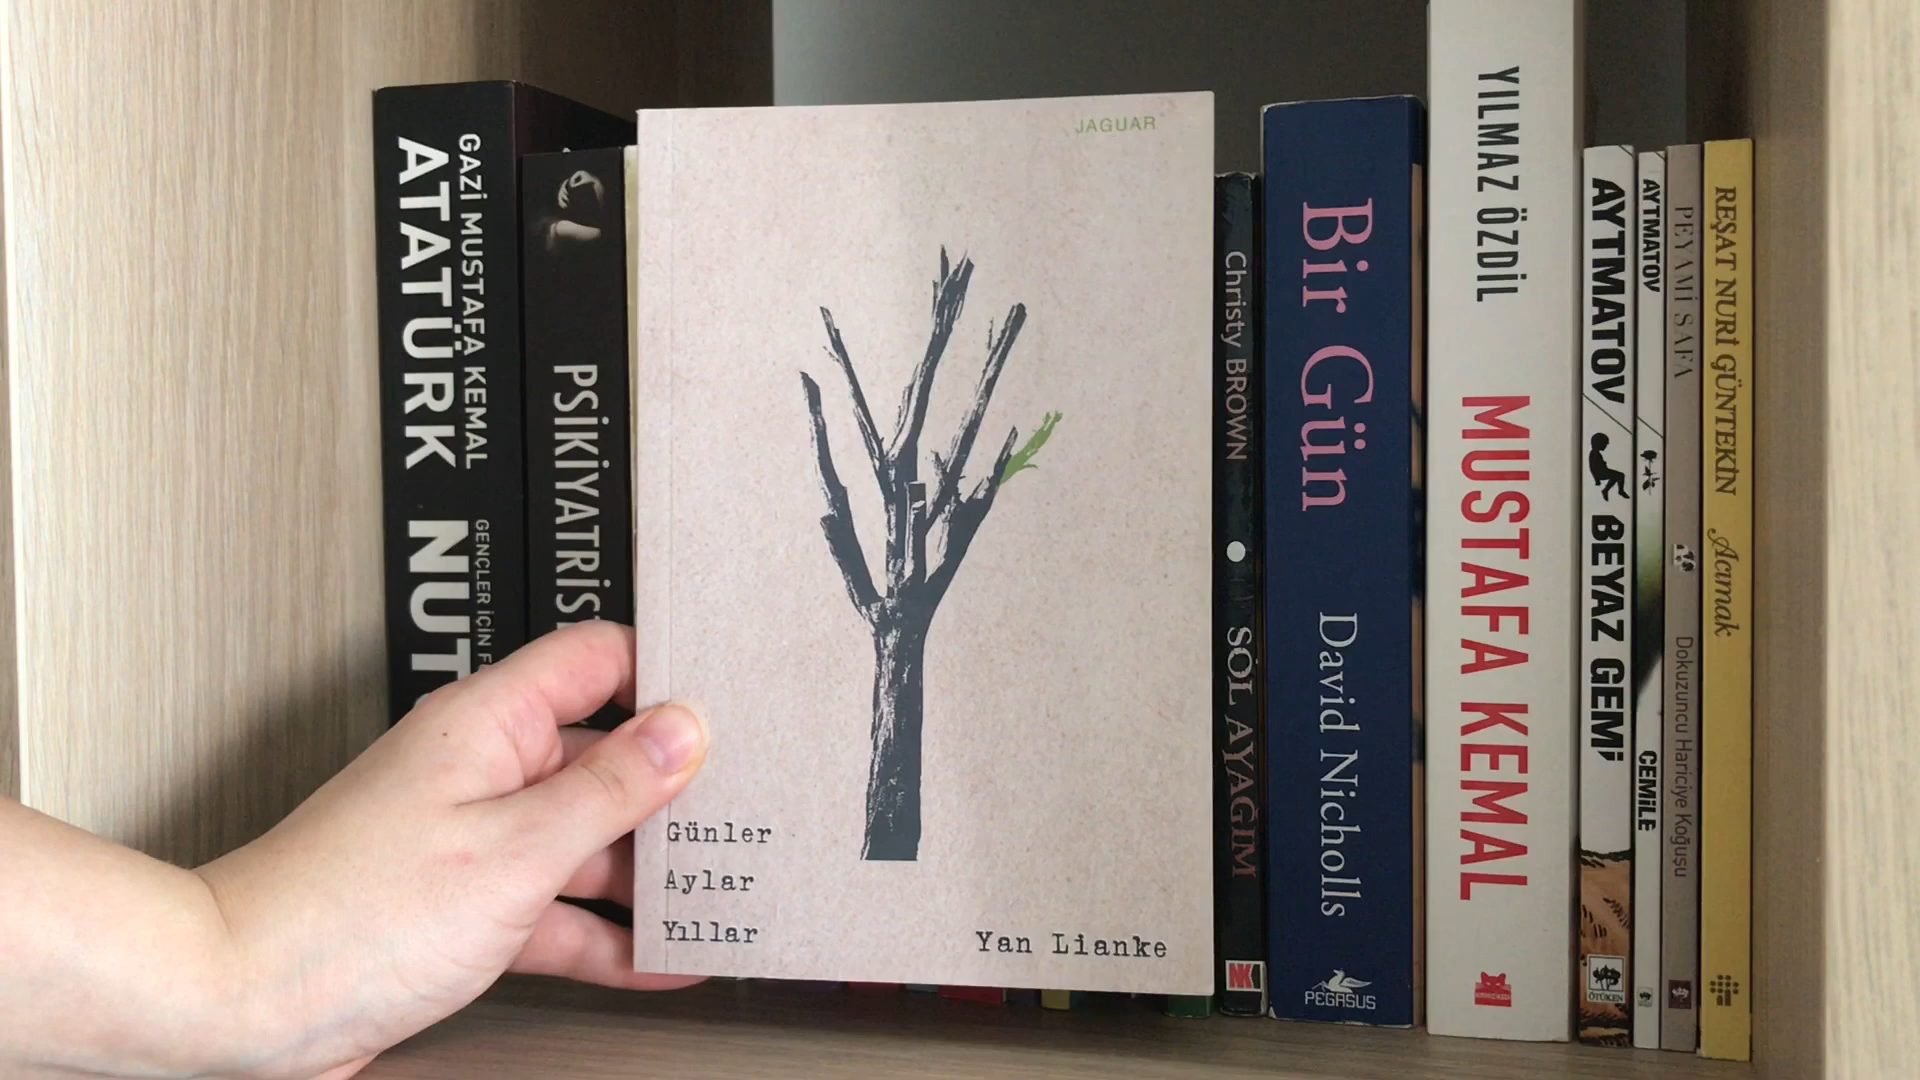 GAZİ MUSTAFA KEMAL
ATATÜRK
GENÇLER İÇİN
PSİKİYATRİST
JAGUAR
Günler
Aylar
Yıllar
Yan Lianke
Christy BROWN
SOL AYAĞIM
Bir Gün
David Nicholls
PEGASUS
YILMAZ ÖZDİL
MUSTAFA KEMAL
AYTMATOV
BEYAZ GEMİ
ÖTÜKEN
AYTMATOV
CEMİLE
PEYAMİ SAFA
Dokuzuncu Hariciye Koğuşu
REŞAT NURİ GÜNTEKİN
Acımak